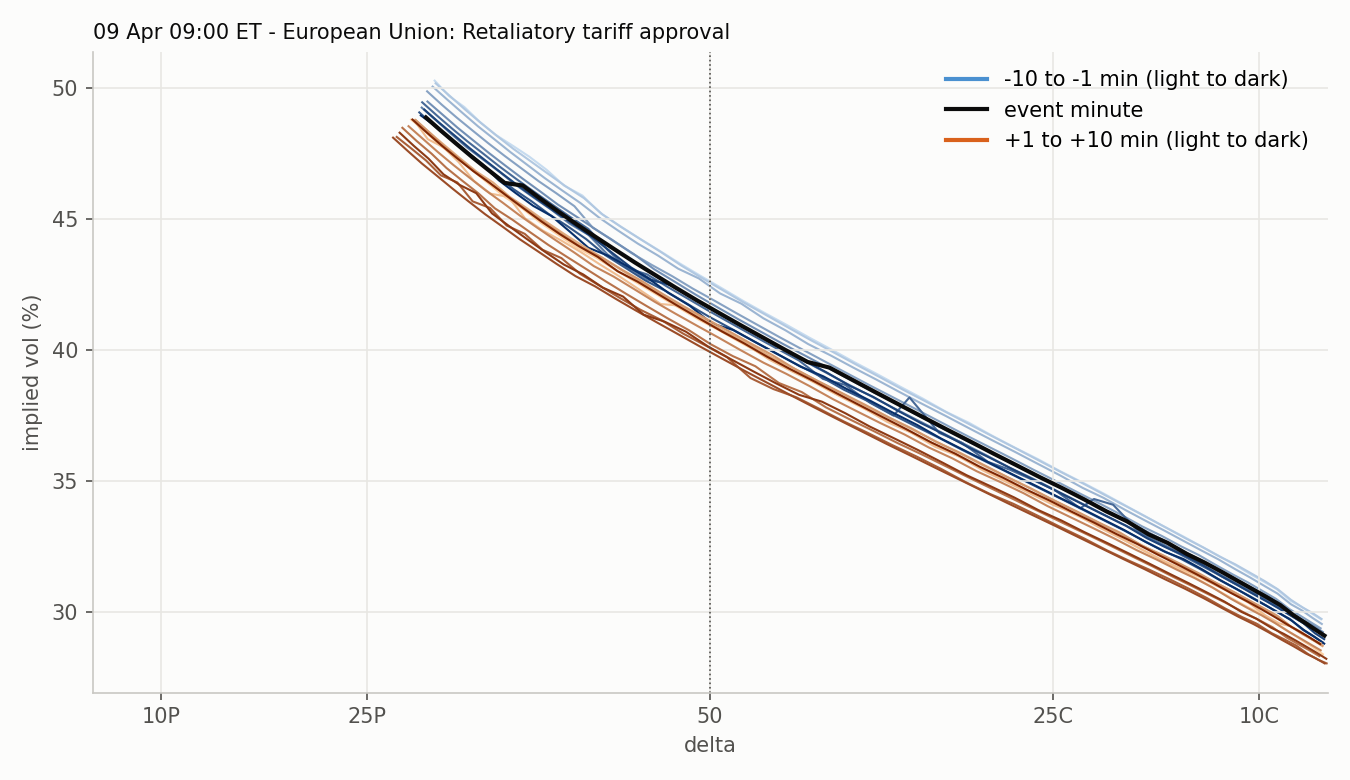 09 Apr 09:00 ET - European Union: Retaliatory tariff approval
-10 to -1 min (light to dark)
event minute
+1 to +10 min (light to dark)
implied vol (%)
50
45
40
35
30
10P
25P
50
25C
10C
delta